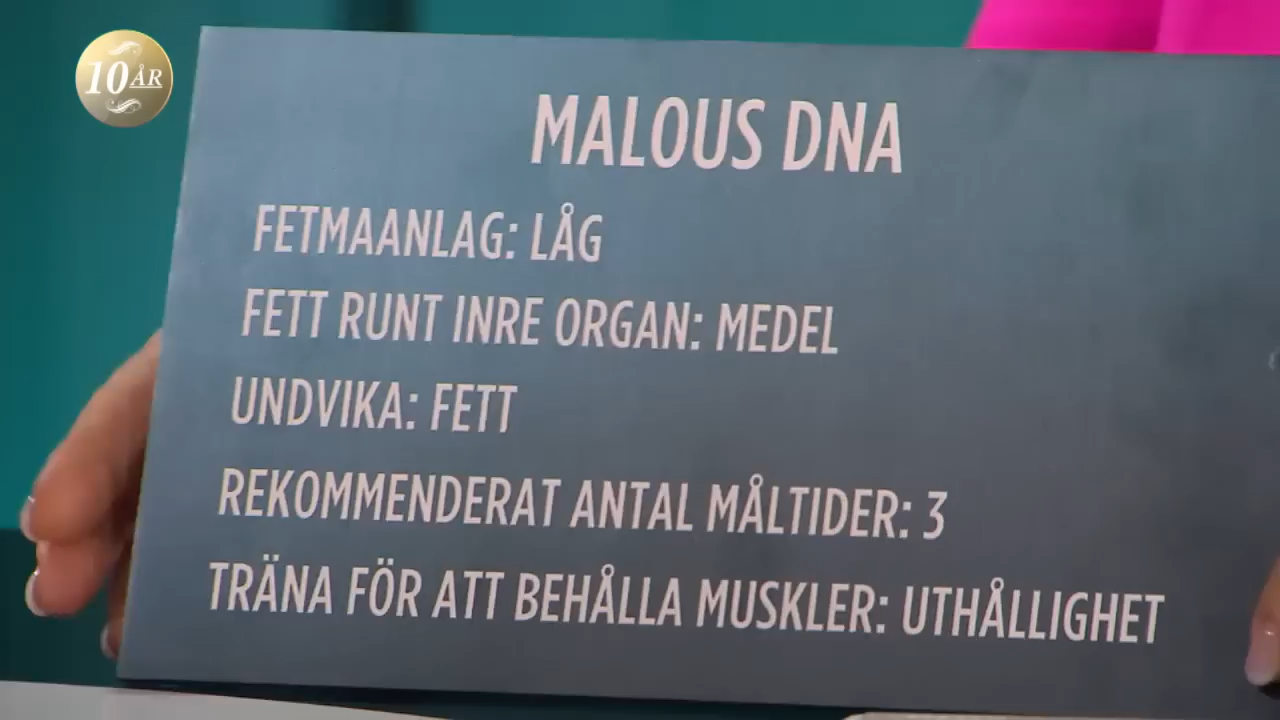 10 ÅR
MALOUS DNA
FETMAANLAG: LÅG
FETT RUNT INRE ORGAN: MEDEL
UNDVIKA: FETT
REKOMMENDERAT ANTAL MÅLTIDER: 3
TRÄNA FÖR ATT BEHÅLLA MUSKLER: UTHÅLLIGHET